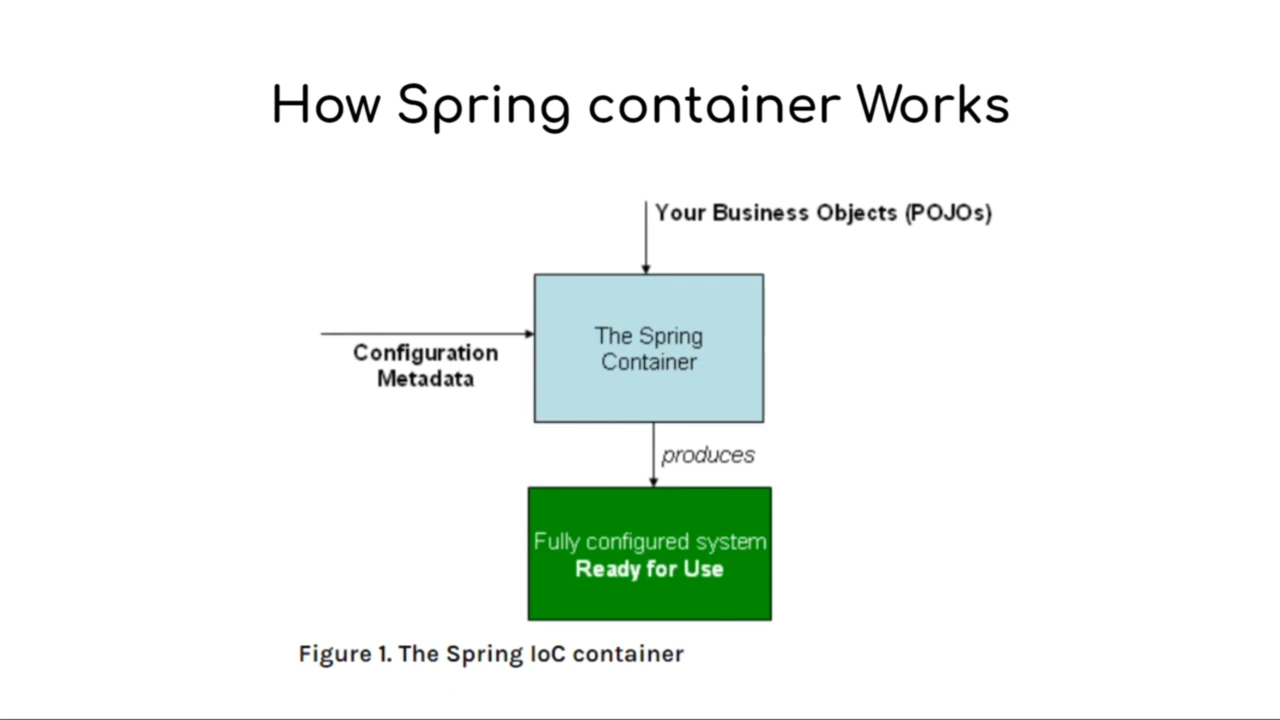 How Spring container Works
Your Business Objects (POJOs)
The Spring
Container
Configuration
Metadata
produces
Fully configured system
Ready for Use
Figure 1. The Spring IoC container